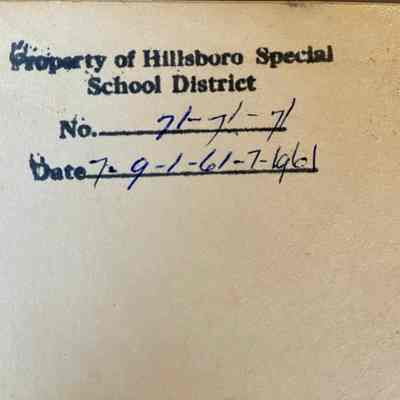 Property of Hillsboro Special
School District
No. 71-71-71
Date 7-9-1-61-7-1961